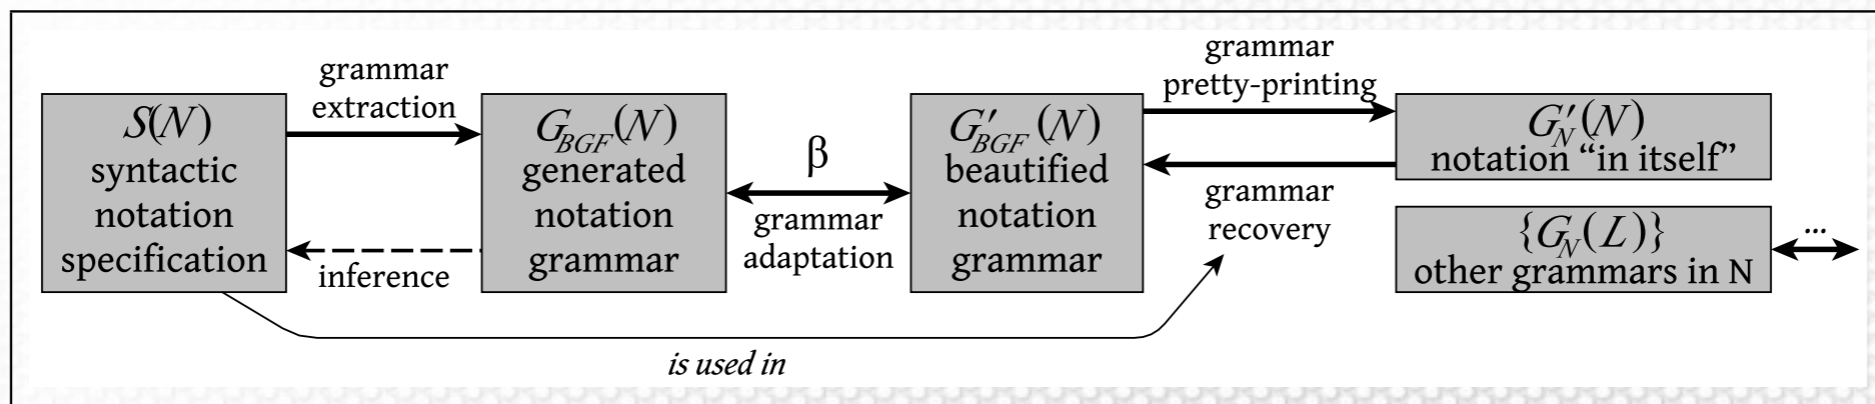 S(N)
syntactic
notation
specification
grammar
extraction
inference
G_BGF(N)
generated
notation
grammar
β
grammar
adaptation
G′_BGF(N)
beautified
notation
grammar
grammar
pretty-printing
grammar
recovery
G′_N(N)
notation “in itself”
{G_N(L)}
other grammars in N
...
is used in